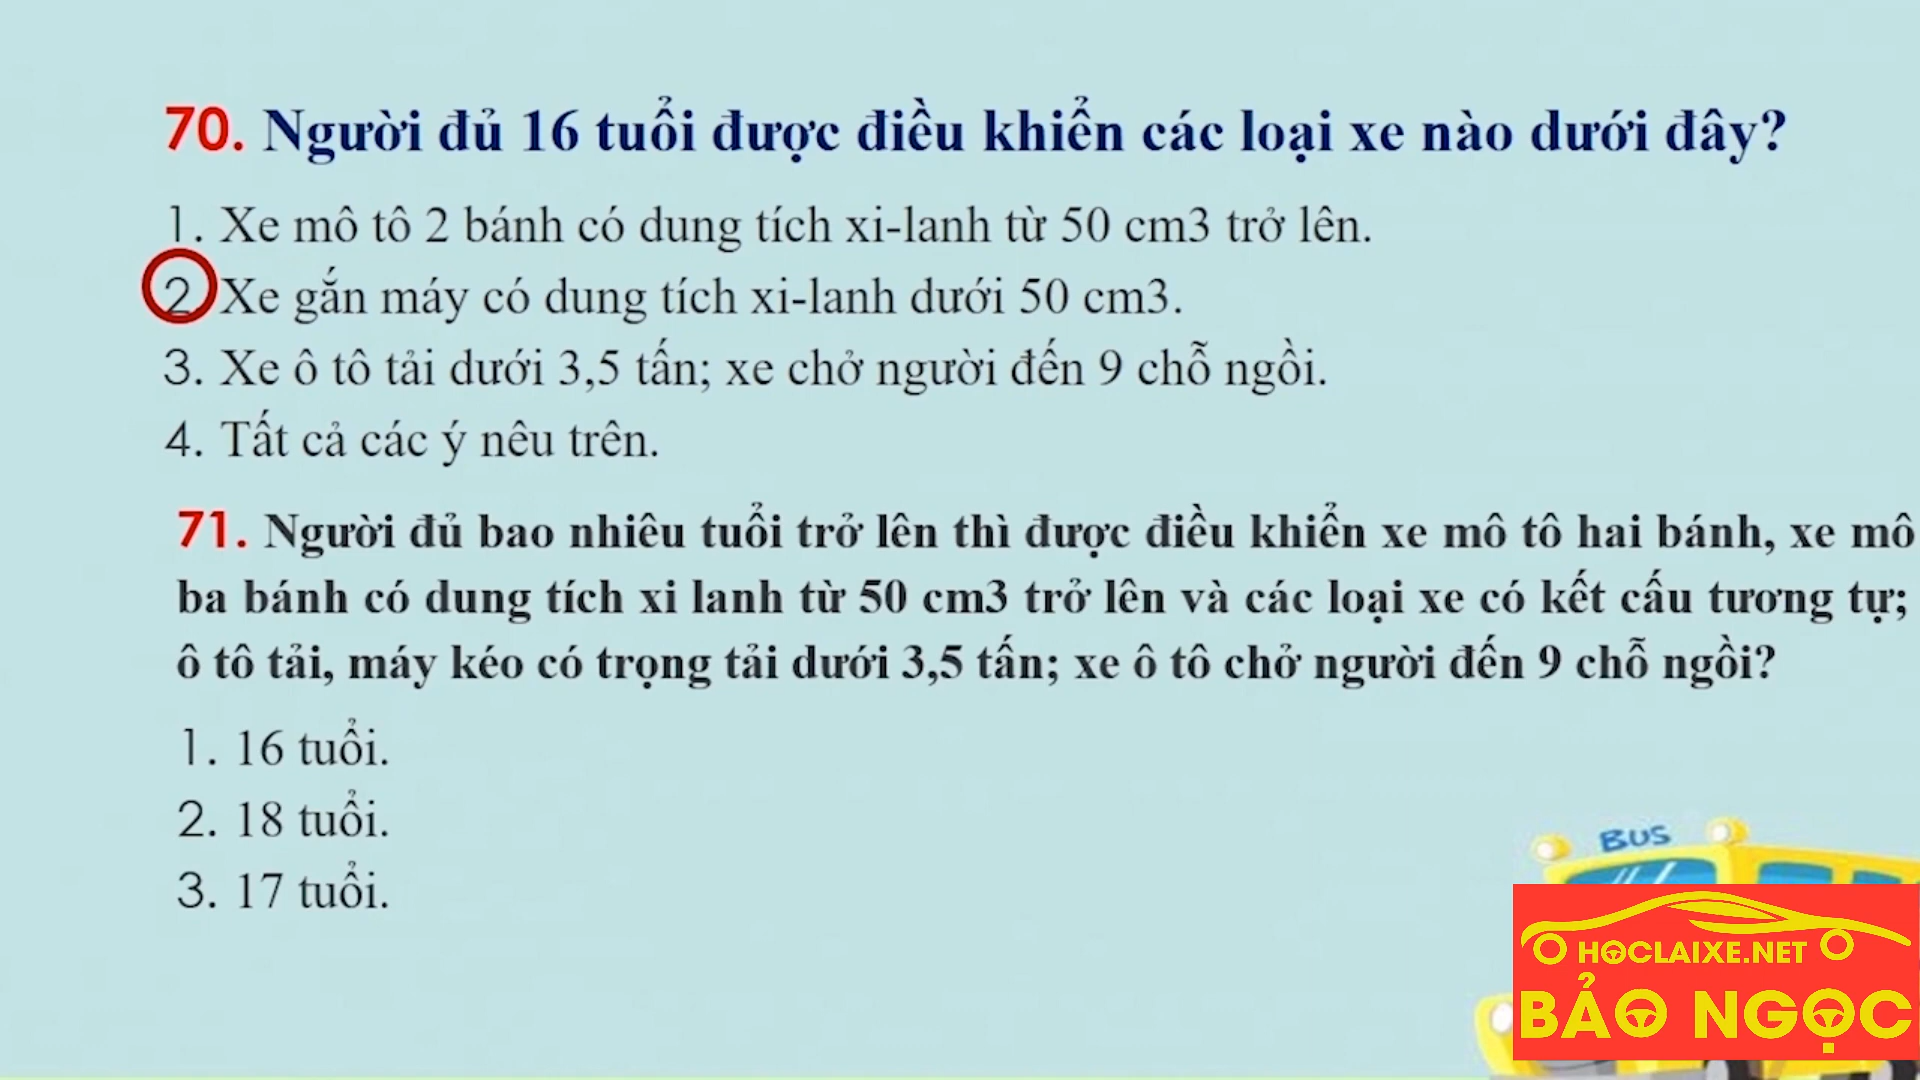 70. Người đủ 16 tuổi được điều khiển các loại xe nào dưới đây?
1. Xe mô tô 2 bánh có dung tích xi-lanh từ 50 cm3 trở lên.
2 Xe gắn máy có dung tích xi-lanh dưới 50 cm3.
3. Xe ô tô tải dưới 3,5 tấn; xe chở người đến 9 chỗ ngồi.
4. Tất cả các ý nêu trên.
71. Người đủ bao nhiêu tuổi trở lên thì được điều khiển xe mô tô hai bánh, xe mô
ba bánh có dung tích xi lanh từ 50 cm3 trở lên và các loại xe có kết cấu tương tự;
ô tô tải, máy kéo có trọng tải dưới 3,5 tấn; xe ô tô chở người đến 9 chỗ ngồi?
1. 16 tuổi.
2. 18 tuổi.
3. 17 tuổi.
BUS
HOCLAIXE.NET
BẢO NGỌC